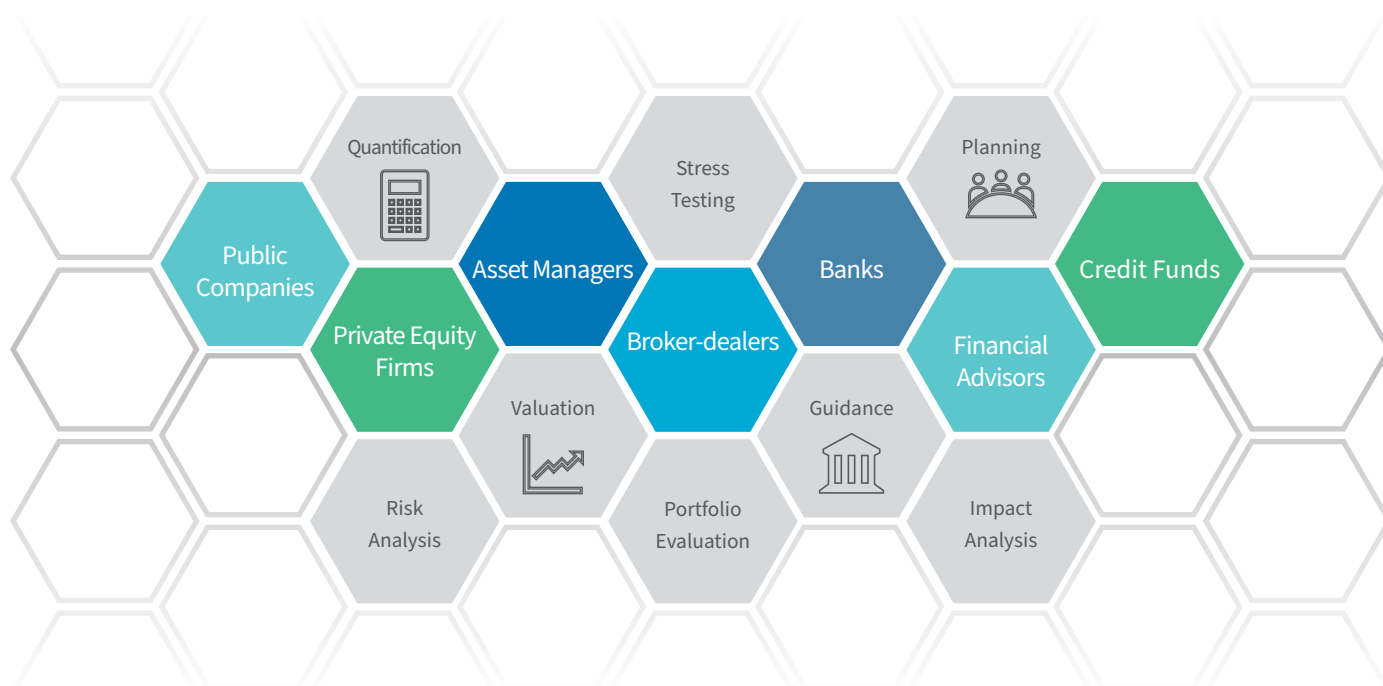 Quantification
Stress
Testing
Planning
Public
Companies
Asset Managers
Banks
Credit Funds
Private Equity
Firms
Broker-dealers
Financial
Advisors
Valuation
Guidance
Risk
Analysis
Portfolio
Evaluation
Impact
Analysis